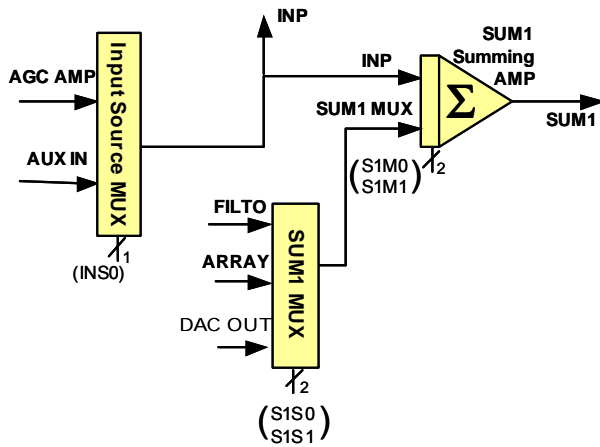 INP
SUM1
Summing
AMP
Input Source MUX
AGC AMP
INP
Σ
SUM1 MUX
SUM1
AUX IN
(S1M0
S1M1)
2
FILTO
SUM1 MUX
1
(INS0)
ARRAY
DAC OUT
2
(S1S0
S1S1)